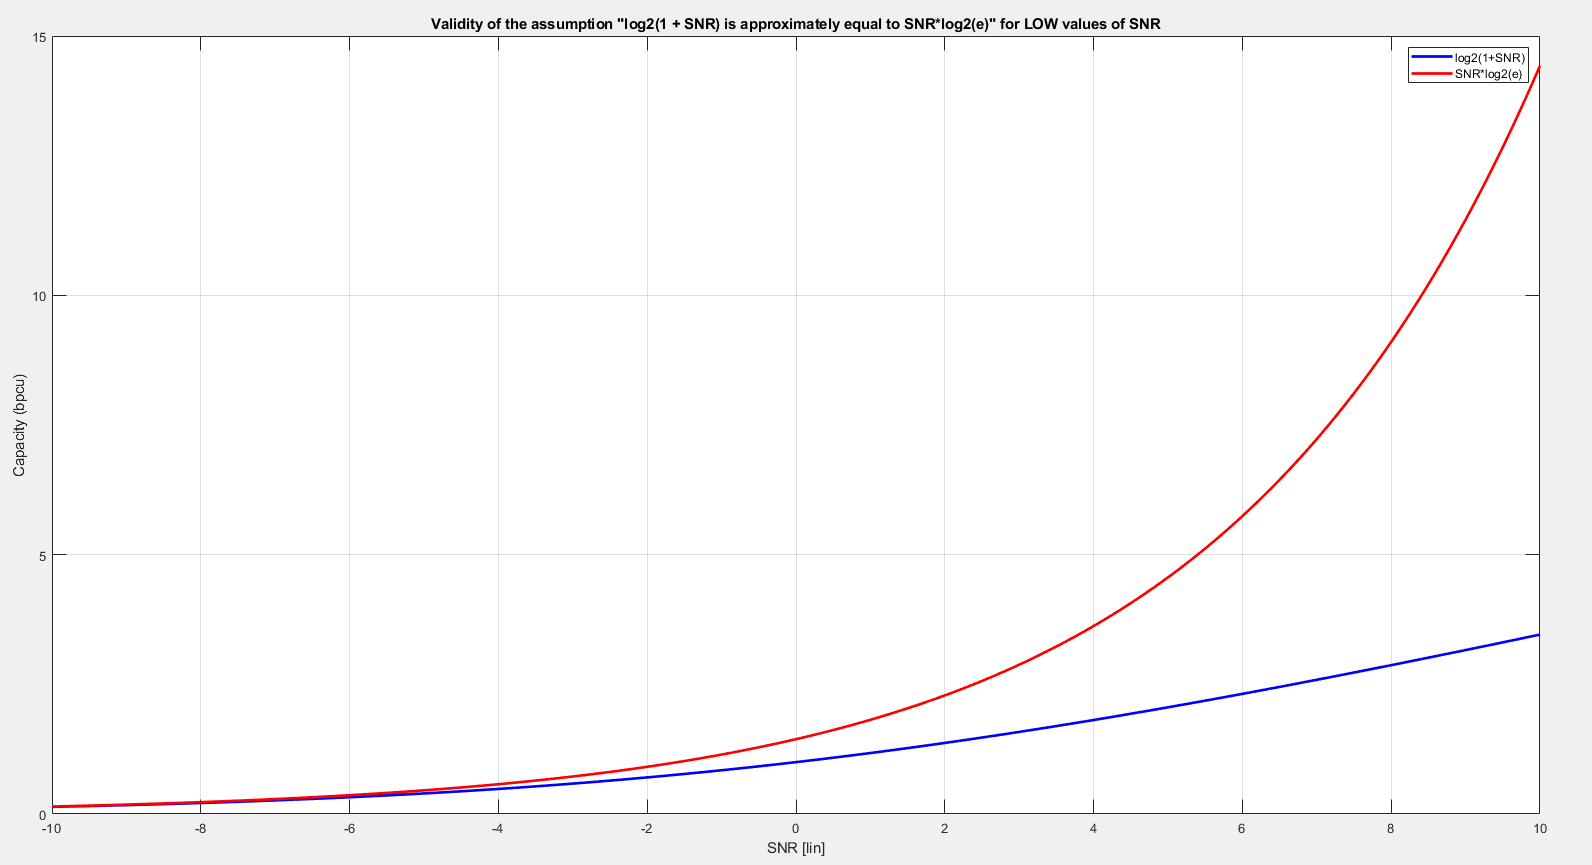 Validity of the assumption "log2(1 + SNR) is approximately equal to SNR*log2(e)" for LOW values of SNR
15
log2(1+SNR)
SNR*log2(e)
10
Capacity (bpcu)
5
0
-10 -8 -6 -4 -2 0 2 4 6 8 10
SNR [lin]